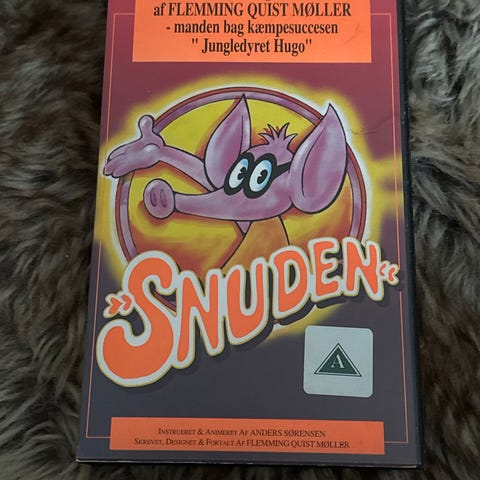 af FLEMMING QUIST MØLLER
- manden bag kæmpesuccesen
" Jungledyret Hugo"
»SNUDEN«
A
INSTRUERET & ANIMERET AF ANDERS SØRENSEN
SKREVET, DESIGNET & FORTALT AF FLEMMING QUIST MØLLER